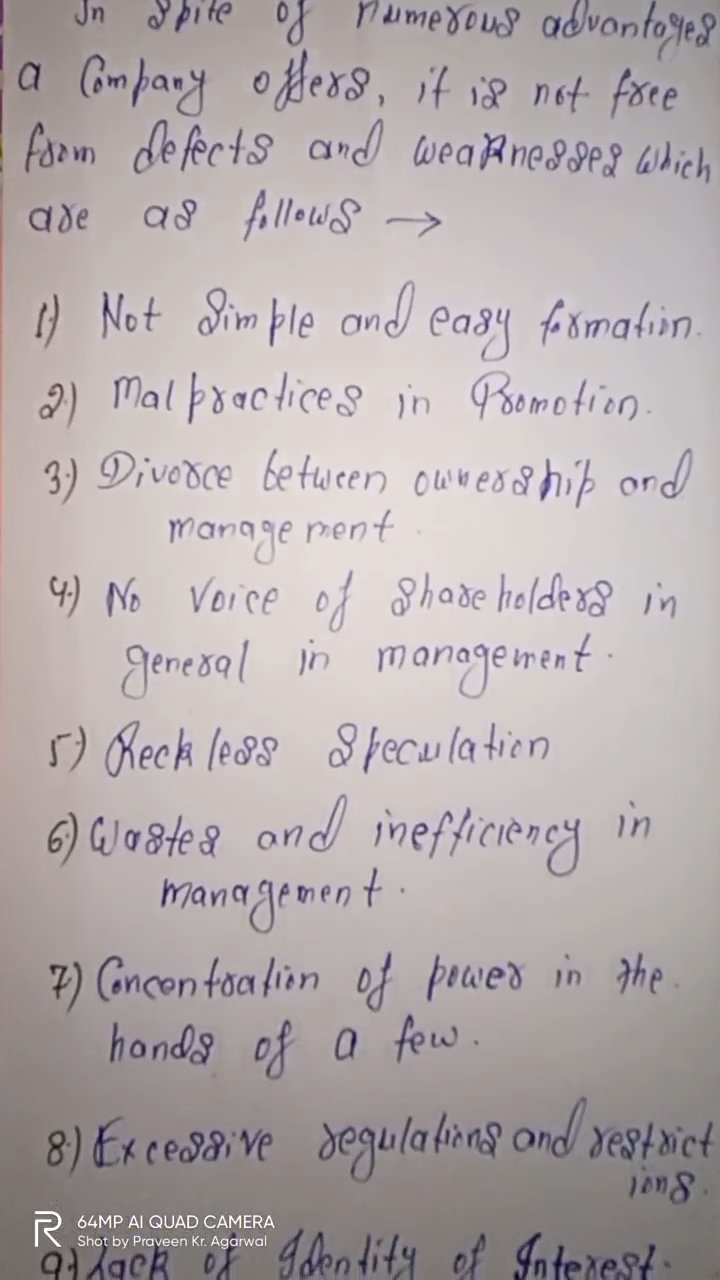 In spite of numerous advantages
a Company offers, it is not free
from defects and weaknesses which
are as follows →
1.) Not Simple and easy formation.
2.) Malpractices in Promotion.
3.) Divorce between ownership and
management.
4.) No Voice of Shareholders in
general in management.
5.) Reckless Speculation
6.) Wastes and inefficiency in
management.
7.) Concentration of power in the
hands of a few.
8.) Excessive regulations and restrict
ions.
9.) Lack of Identity of Interest.
64MP AI QUAD CAMERA
Shot by Praveen Kr. Agarwal